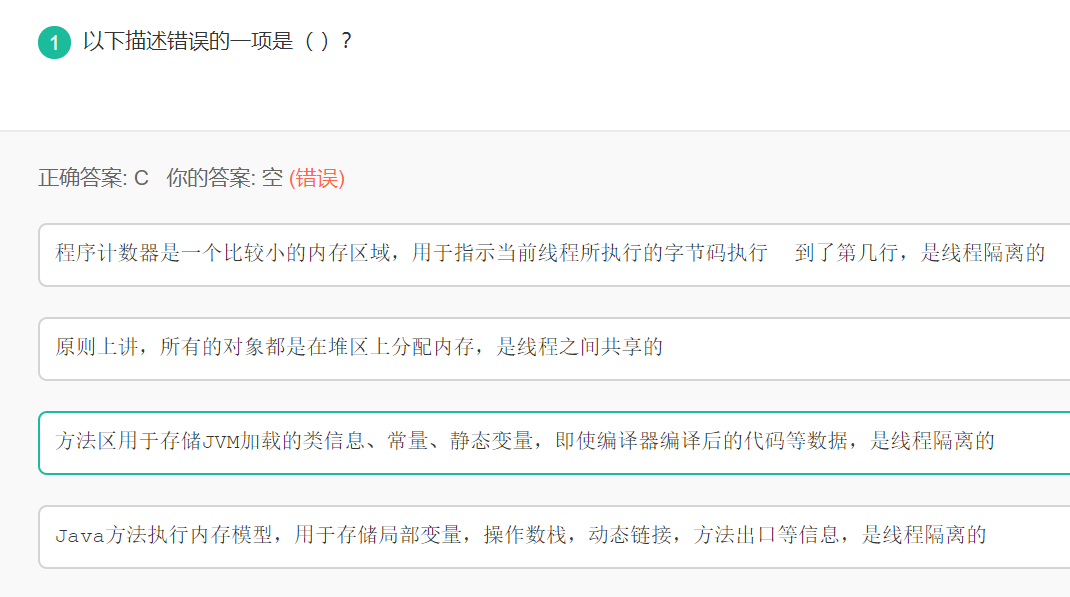 1 以下描述错误的一项是（ ）？
正确答案: C 你的答案: 空 (错误)
程序计数器是一个比较小的内存区域，用于指示当前线程所执行的字节码执行 到了第几行，是线程隔离的
原则上讲，所有的对象都是在堆区上分配内存，是线程之间共享的
方法区用于存储JVM加载的类信息、常量、静态变量，即使编译器编译后的代码等数据，是线程隔离的
Java方法执行内存模型，用于存储局部变量，操作数栈，动态链接，方法出口等信息，是线程隔离的